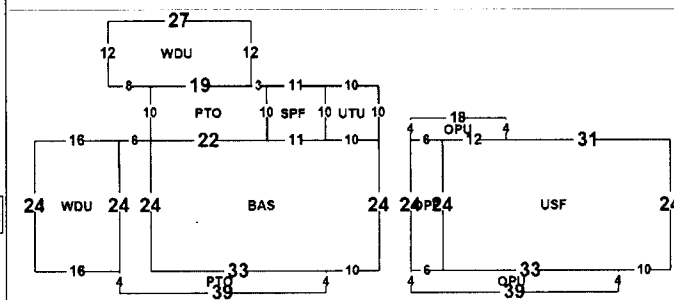 27
12 WDU 12
8 19 3 11 10
10 PTO 10 SPF 10 UTU 10
18
4 OPU 4
16 8 22 11 10 6 12 31
24 WDU 24 24 BAS 24 24 24 USF 24
16 33 10 6 33 10
4 PTO 4 4 OPU 4
39 39